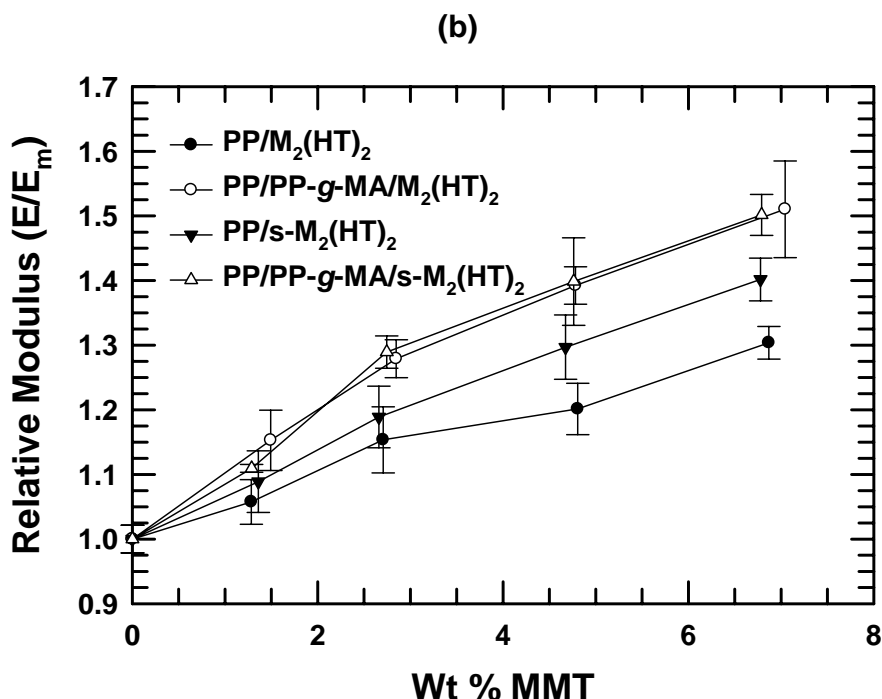 (b)
Relative Modulus (E/Eₘ)
1.7
1.6
1.5
1.4
1.3
1.2
1.1
1.0
0.9
PP/M₂(HT)₂
PP/PP-g-MA/M₂(HT)₂
PP/s-M₂(HT)₂
PP/PP-g-MA/s-M₂(HT)₂
0 2 4 6 8
Wt % MMT